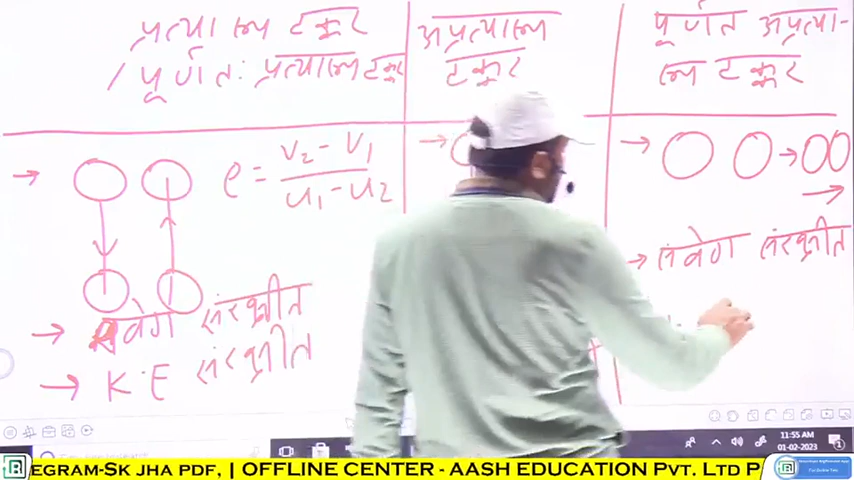 प्रत्यास्थ टक्कर
/ पूर्णतः प्रत्यास्थ टक्कर
अप्रत्यास्थ
टक्कर
पूर्णत अप्रत्या-
स्थ टक्कर
→ e = V₂ - V₁ / U₁ - U₂
→ संवेग संरक्षीत
→ K.E संरक्षीत
→
→ →
→ संवेग संरक्षीत
11:55 AM
01-02-2023
EGRAM-SK JHA PDF, | OFFLINE CENTER - AASH EDUCATION PVT. LTD P